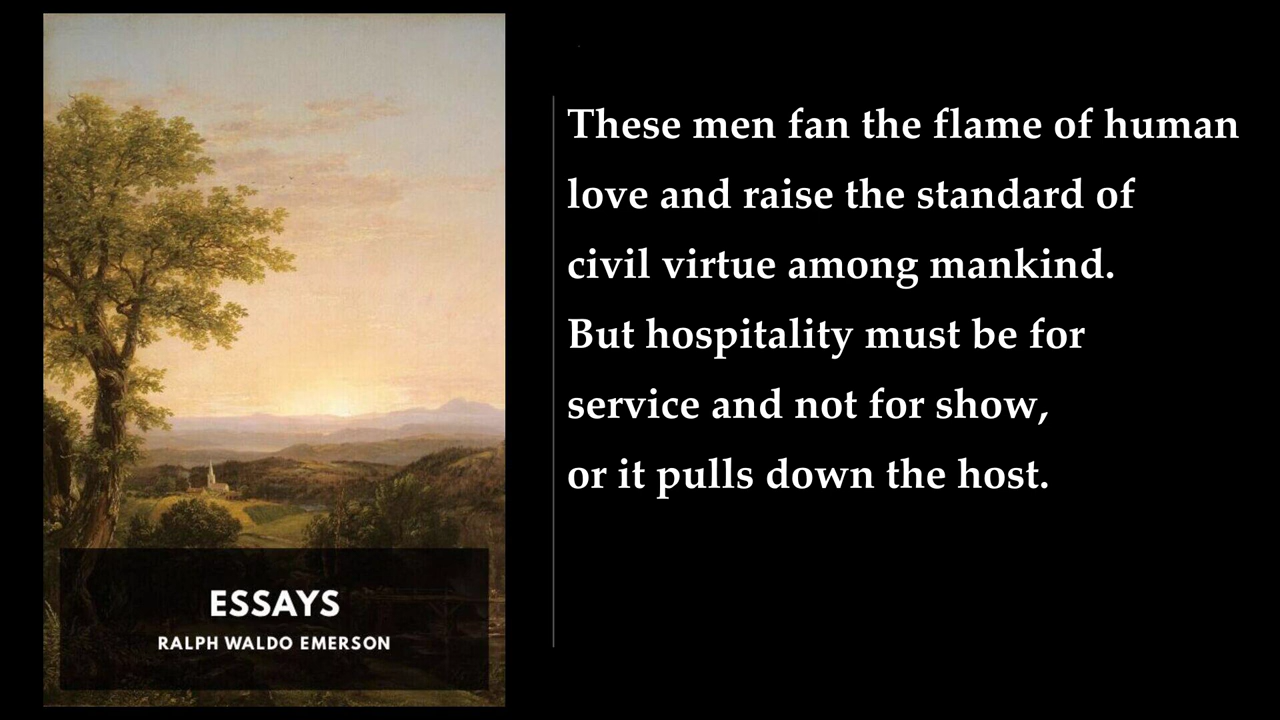 These men fan the flame of human
love and raise the standard of
civil virtue among mankind.
But hospitality must be for
service and not for show,
or it pulls down the host.
ESSAYS
RALPH WALDO EMERSON